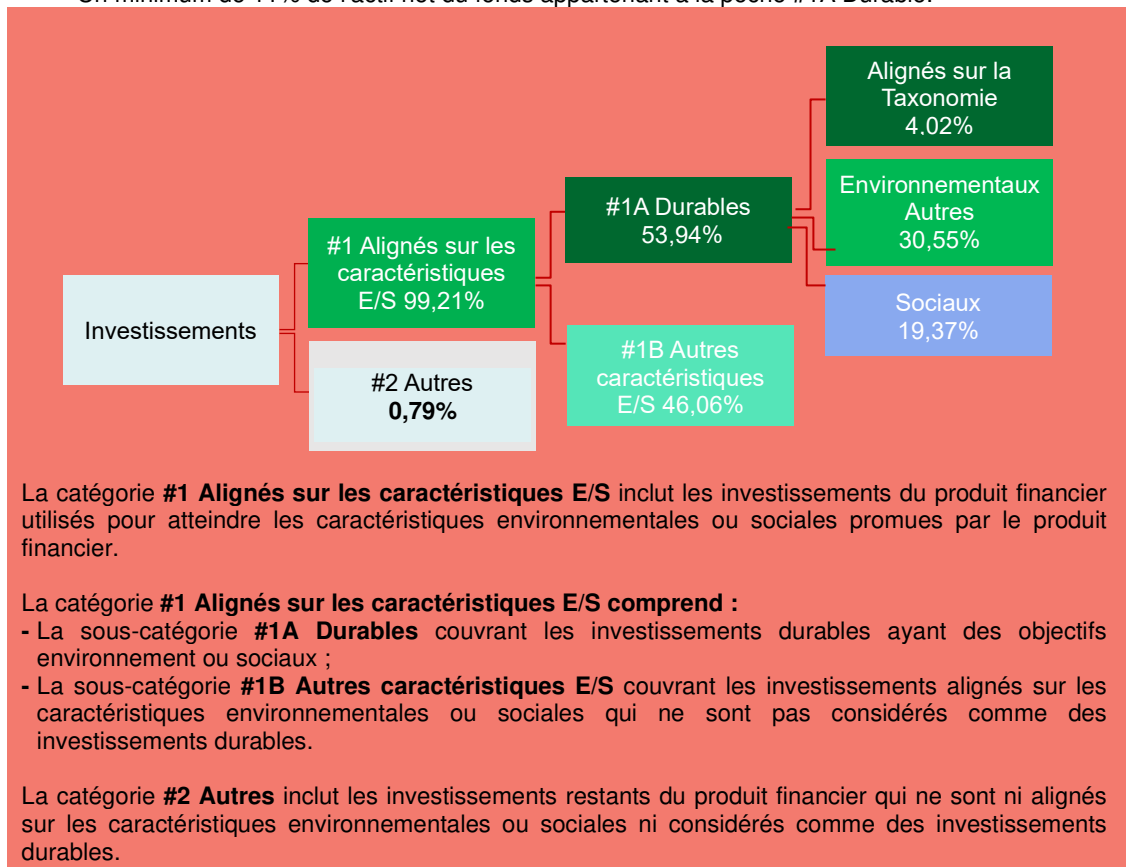 #1A Durable.
Alignés sur la
Taxonomie
4,02%
Environnementaux
Autres
30,55%
#1A Durables
53,94%
#1 Alignés sur les
caractéristiques
E/S 99,21%
Sociaux
19,37%
Investissements
#1B Autres
caractéristiques
E/S 46,06%
#2 Autres
0,79%
La catégorie #1 Alignés sur les caractéristiques E/S inclut les investissements du produit financier
utilisés pour atteindre les caractéristiques environnementales ou sociales promues par le produit
financier.
La catégorie #1 Alignés sur les caractéristiques E/S comprend :
- La sous-catégorie #1A Durables couvrant les investissements durables ayant des objectifs
environnement ou sociaux ;
- La sous-catégorie #1B Autres caractéristiques E/S couvrant les investissements alignés sur les
caractéristiques environnementales ou sociales qui ne sont pas considérés comme des
investissements durables.
La catégorie #2 Autres inclut les investissements restants du produit financier qui ne sont ni alignés
sur les caractéristiques environnementales ou sociales ni considérés comme des investissements
durables.